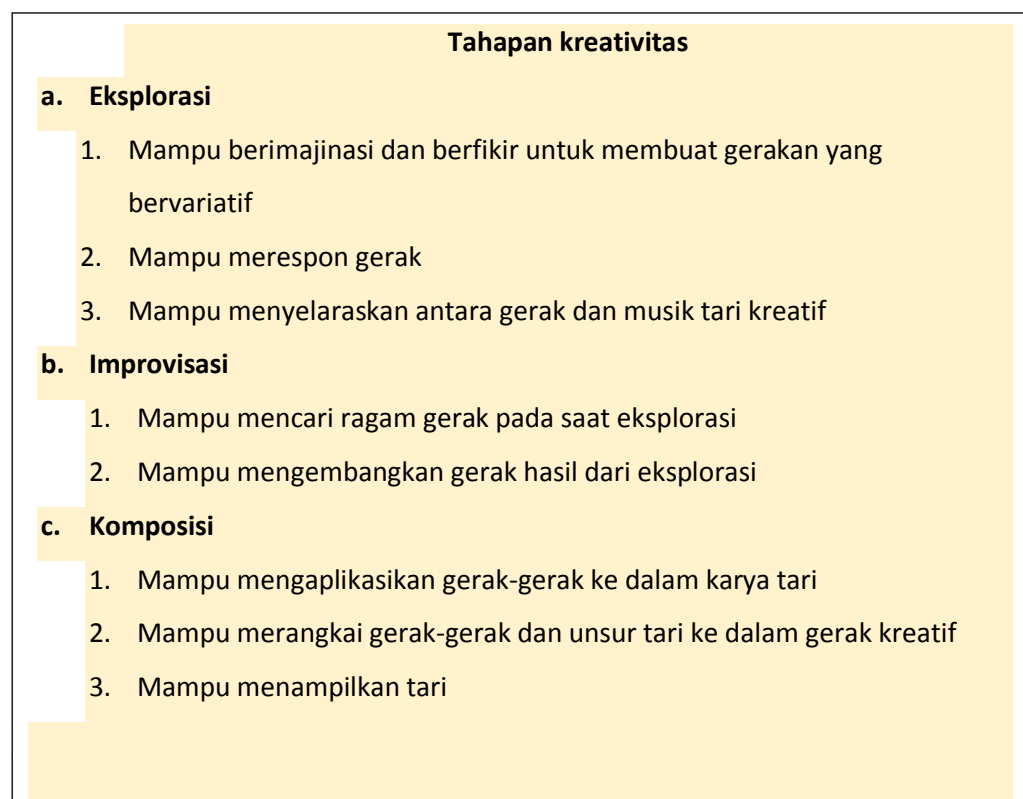 Tahapan kreativitas
a. Eksplorasi
1. Mampu berimajinasi dan berfikir untuk membuat gerakan yang
bervariatif
2. Mampu merespon gerak
3. Mampu menyelaraskan antara gerak dan musik tari kreatif
b. Improvisasi
1. Mampu mencari ragam gerak pada saat eksplorasi
2. Mampu mengembangkan gerak hasil dari eksplorasi
c. Komposisi
1. Mampu mengaplikasikan gerak-gerak ke dalam karya tari
2. Mampu merangkai gerak-gerak dan unsur tari ke dalam gerak kreatif
3. Mampu menampilkan tari